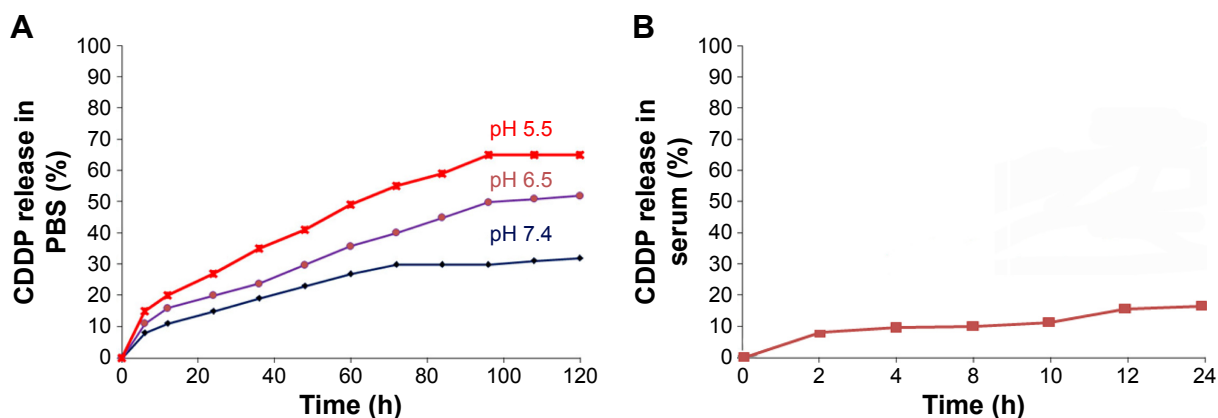 A
CDDP release in
PBS (%)
100
90
80
70
60
50
40
30
20
10
0
pH 5.5
pH 6.5
pH 7.4
0 20 40 60 80 100 120
Time (h)
B
CDDP release in
serum (%)
100
90
80
70
60
50
40
30
20
10
0
0 2 4 8 10 12 24
Time (h)